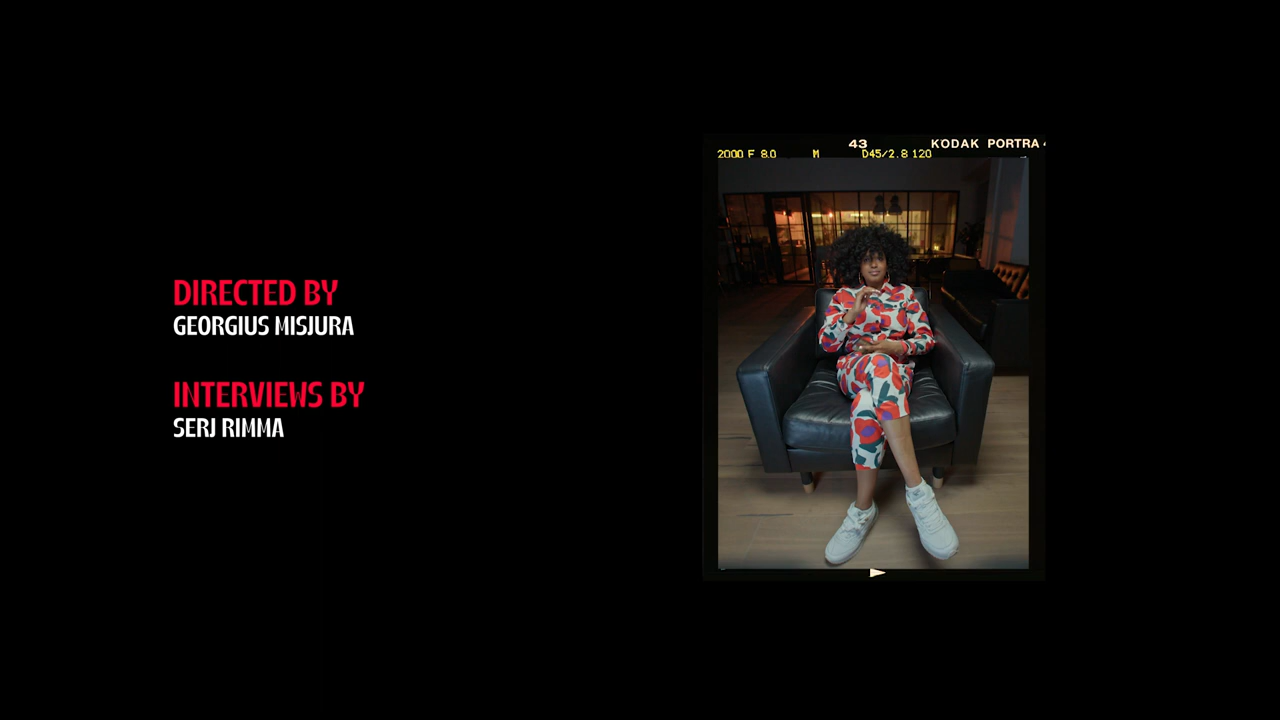 DIRECTED BY
GEORGIUS MISJURA
INTERVIEWS BY
SERJ RIMMA
43 KODAK PORTRA
2000 F 8.0 M D45/2.8 120